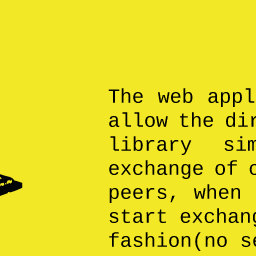 The web appl
allow the dir
library sim
exchange of
peers, when
start exchang
fashion(no se